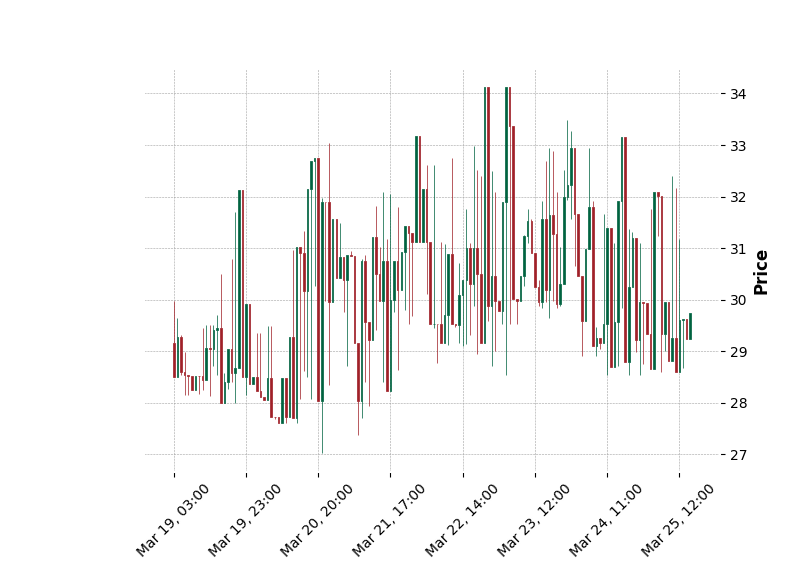 34
33
32
31
30
29
28
27
Price
Mar 19, 03:00
Mar 19, 23:00
Mar 20, 20:00
Mar 21, 17:00
Mar 22, 14:00
Mar 23, 12:00
Mar 24, 11:00
Mar 25, 12:00